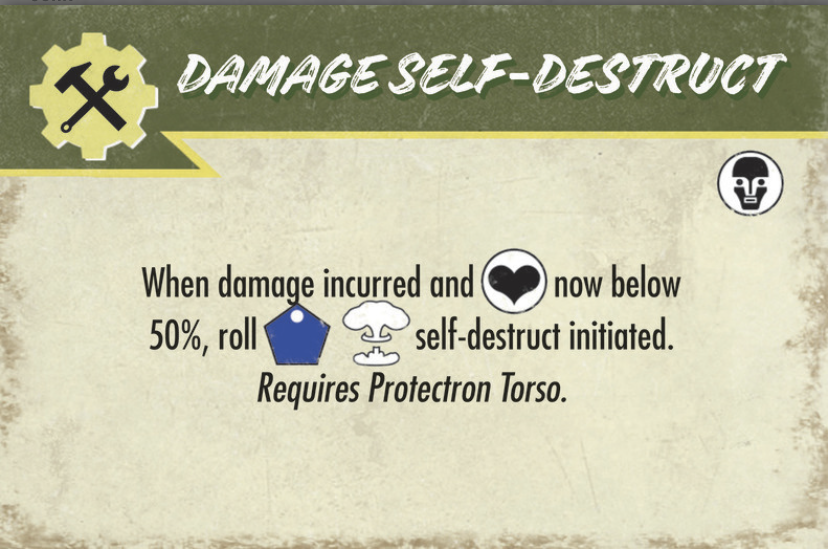 DAMAGE SELF-DESTRUCT
When damage incurred and now below
50%, roll self-destruct initiated.
Requires Protectron Torso.